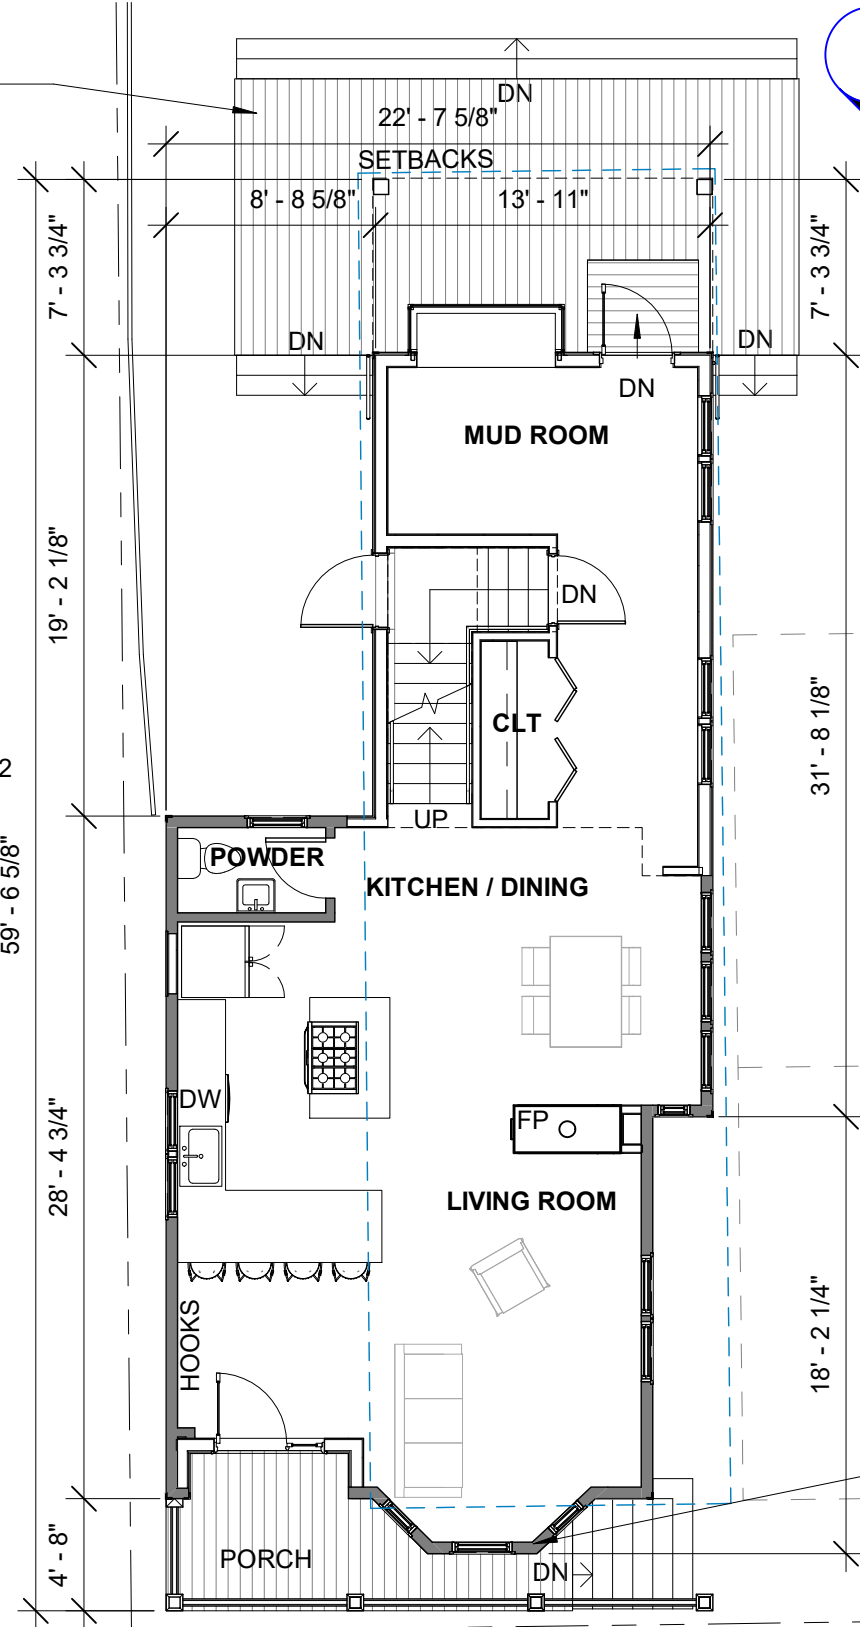 DN
22' - 7 5/8"
SETBACKS
8' - 8 5/8"
13' - 11"
7' - 3 3/4"
7' - 3 3/4"
DN
DN
DN
MUD ROOM
19' - 2 1/8"
DN
CLT
31' - 8 1/8"
2
UP
POWDER
KITCHEN / DINING
59' - 6 5/8"
DW
FP
28' - 4 3/4"
LIVING ROOM
HOOKS
18' - 2 1/4"
4' - 8"
PORCH
DN